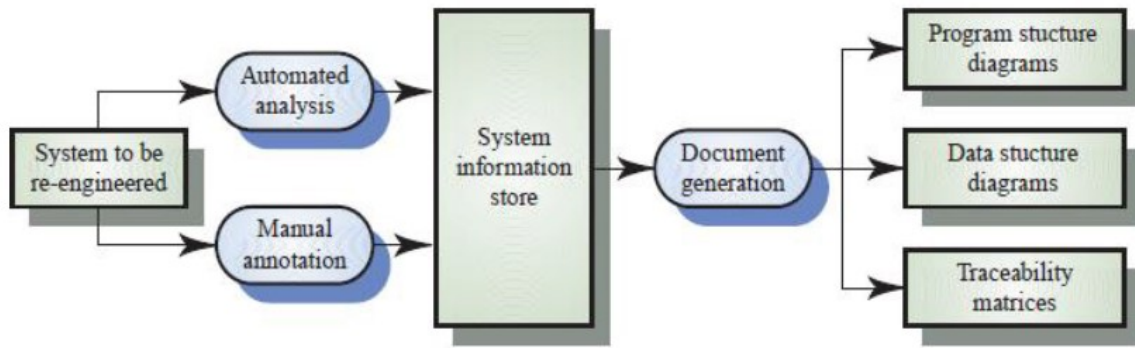 System to be
re-engineered
Automated
analysis
Manual
annotation
System
information
store
Document
generation
Program stucture
diagrams
Data stucture
diagrams
Traceability
matrices